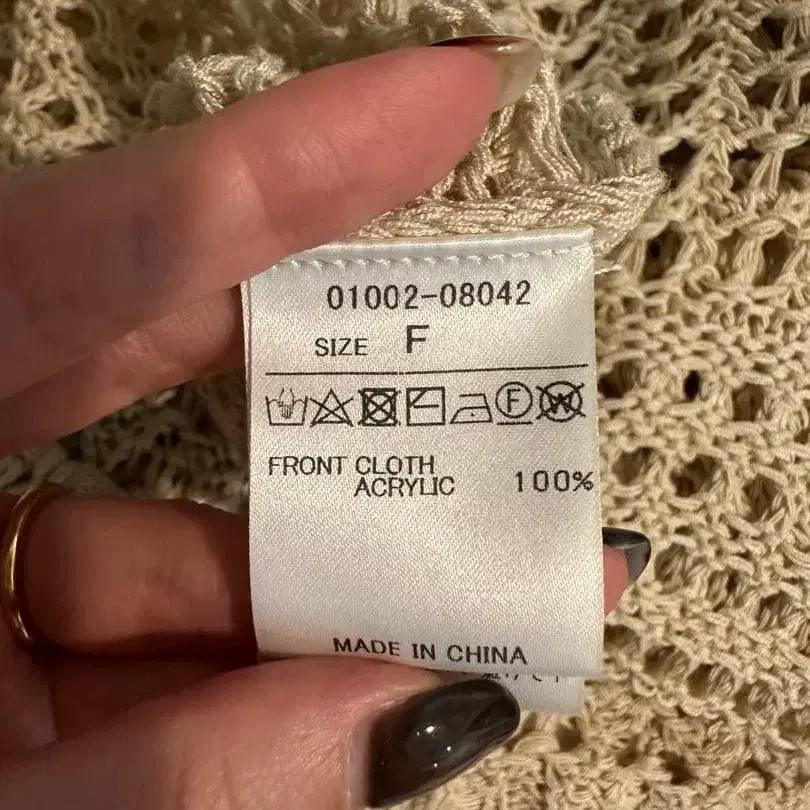 01002-08042
SIZE F
F W
FRONT CLOTH
ACRYLIC 100%
MADE IN CHINA